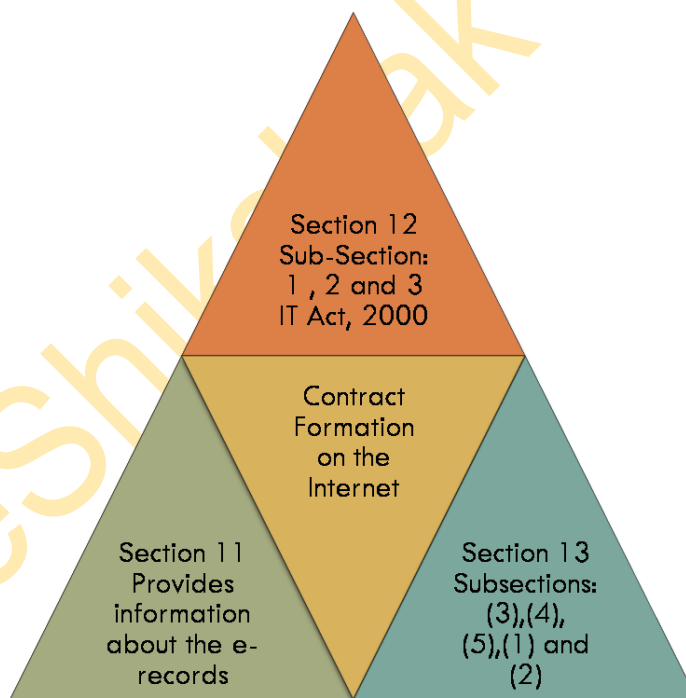 Section 12
Sub-Section:
1 , 2 and 3
IT Act, 2000
Contract
Formation
on the
Internet
Section 11
Provides
information
about the e-
records
Section 13
Subsections:
(3),(4),
(5),(1) and
(2)
eShikshak